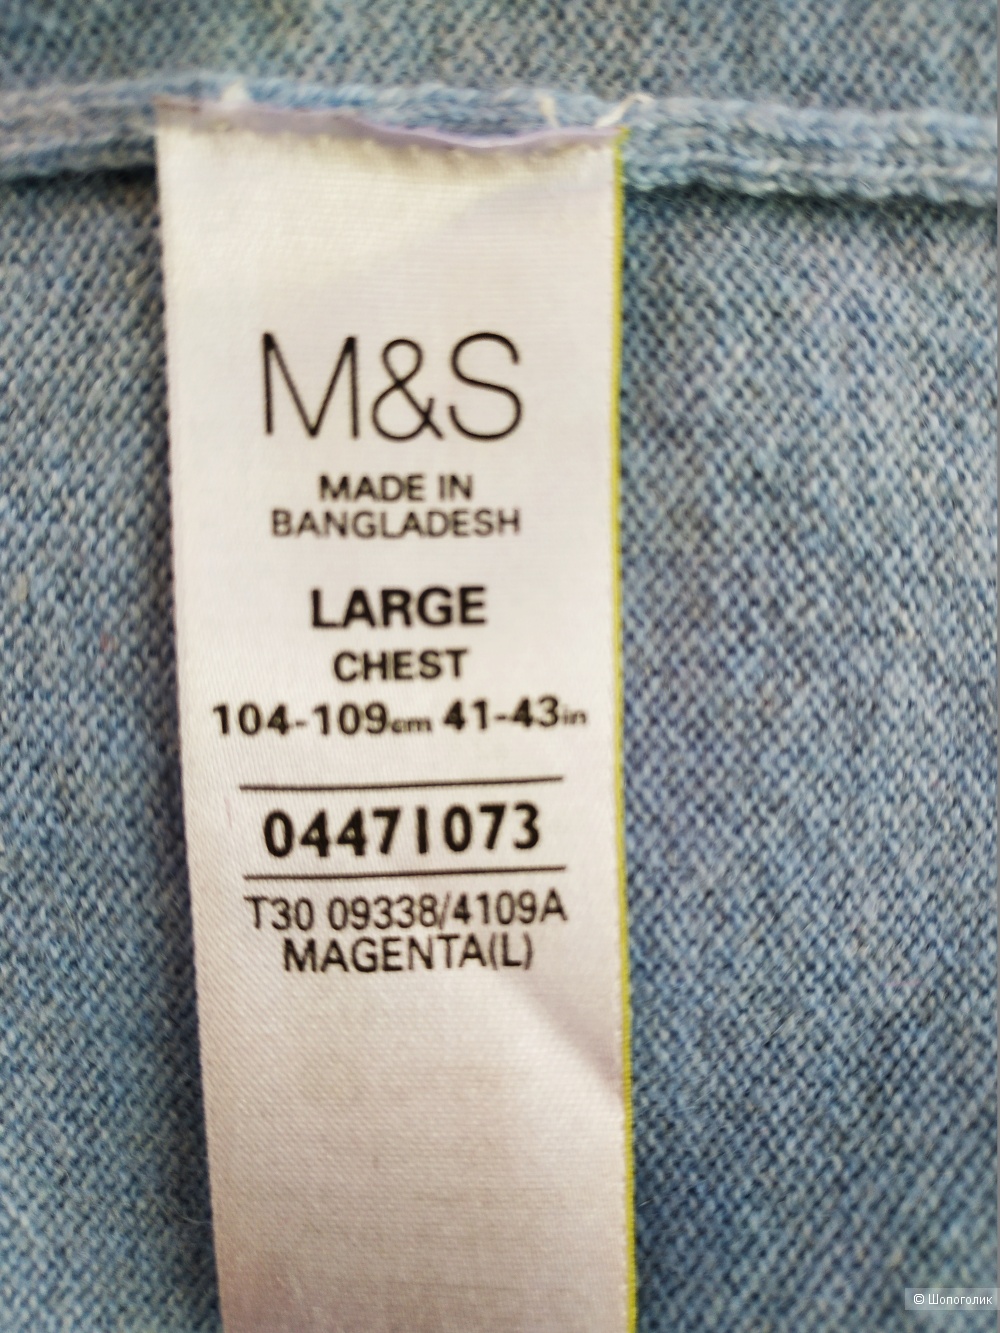 M&S
MADE IN
BANGLADESH
LARGE
CHEST
104-109cm 41-43in
04471073
T30 09338/4109A
MAGENTA(L)
© Шопоголик